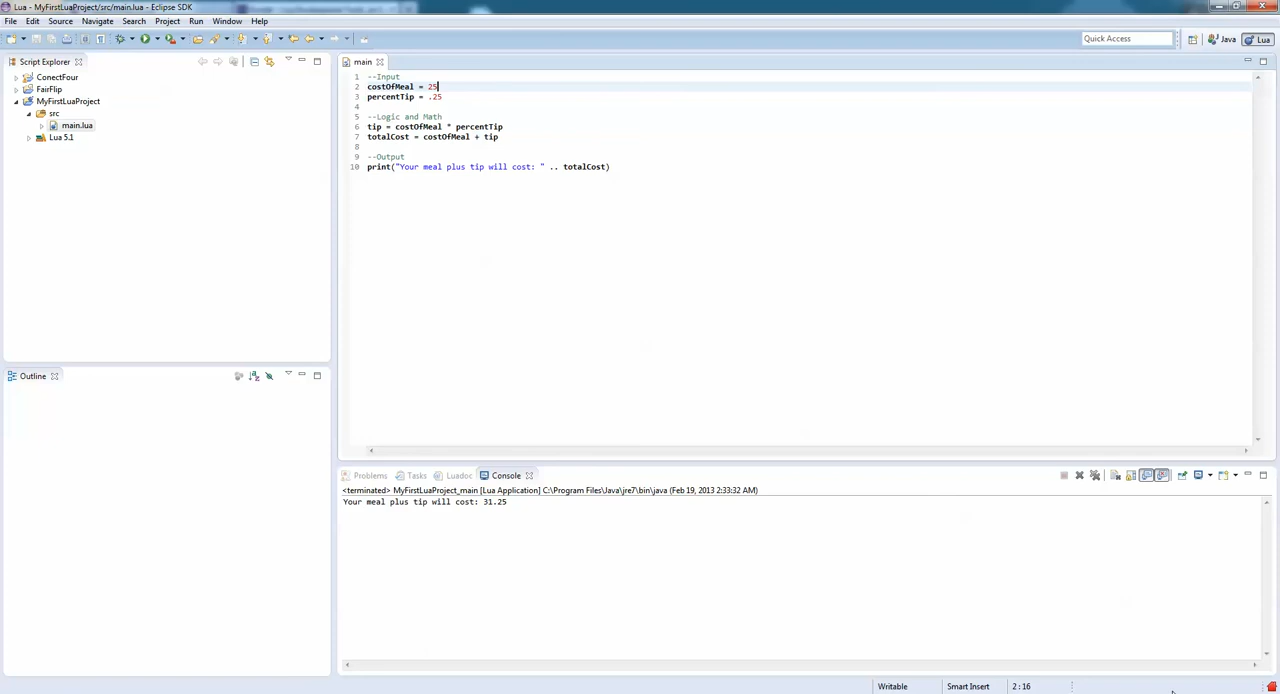 Lua - MyFirstLuaProject/src/main.lua - Eclipse SDK
File Edit Source Navigate Search Project Run Window Help
Quick Access
Java
Lua
Script Explorer
ConectFour
FairFlip
MyFirstLuaProject
src
main.lua
Lua 5.1
Outline
main
1 --Input
2 costOfMeal = 25
3 percentTip = .25
4
5 --Logic and Math
6 tip = costOfMeal * percentTip
7 totalCost = costOfMeal + tip
8
9 --Output
10 print("Your meal plus tip will cost: " .. totalCost)
Problems Tasks Luadoc Console
<terminated> MyFirstLuaProject_main [Lua Application] C:\Program Files\Java\jre7\bin\java (Feb 19, 2013 2:33:32 AM)
Your meal plus tip will cost: 31.25
Writable Smart Insert 2:16